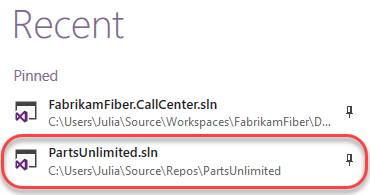 Recent
Pinned
FabrikamFiber.CallCenter.sln
C:\Users\Julia\Source\Workspaces\FabrikamFiber\D...
PartsUnlimited.sln
C:\Users\Julia\Source\Repos\PartsUnlimited